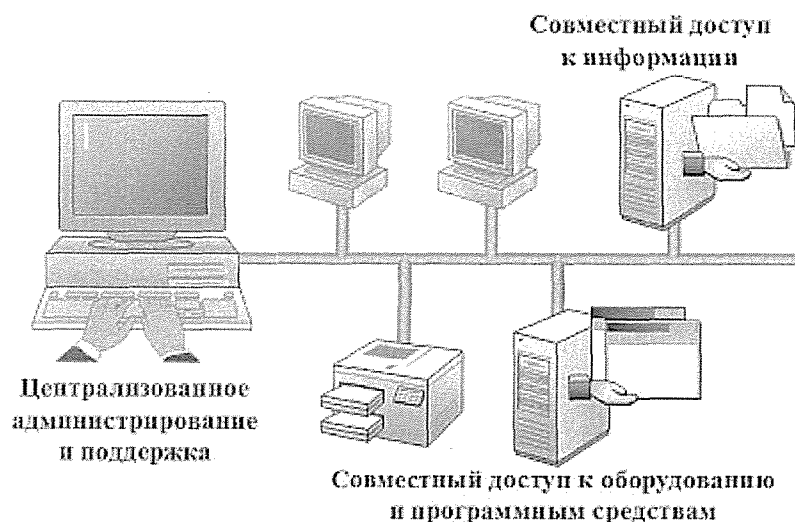 Совместный доступ
к информации
Централизованное
администрирование
и поддержка
Совместный доступ к оборудованию
и программным средствам